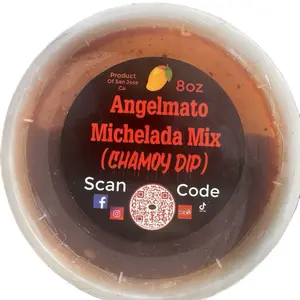 Product
Of San Jose
Ca
8oz
Angelmato
Michelada Mix
(CHAMOY DIP)
Scan Code